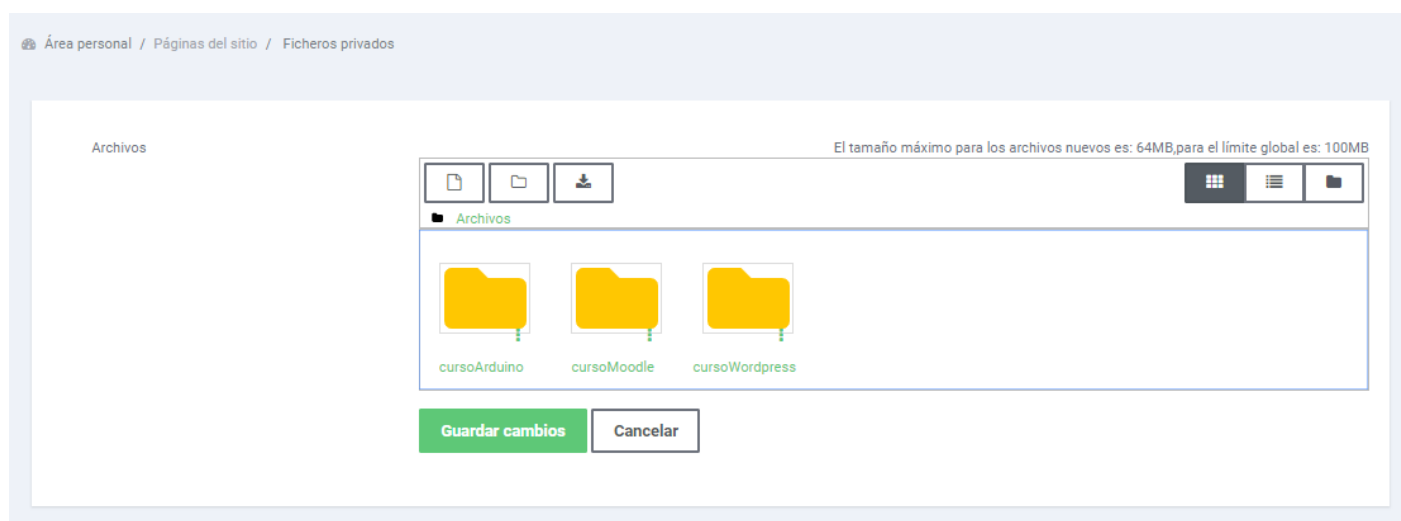 Área personal / Páginas del sitio / Ficheros privados
Archivos
El tamaño máximo para los archivos nuevos es: 64MB,para el límite global es: 100MB
Archivos
cursoArduino cursoMoodle cursoWordpress
Guardar cambios Cancelar